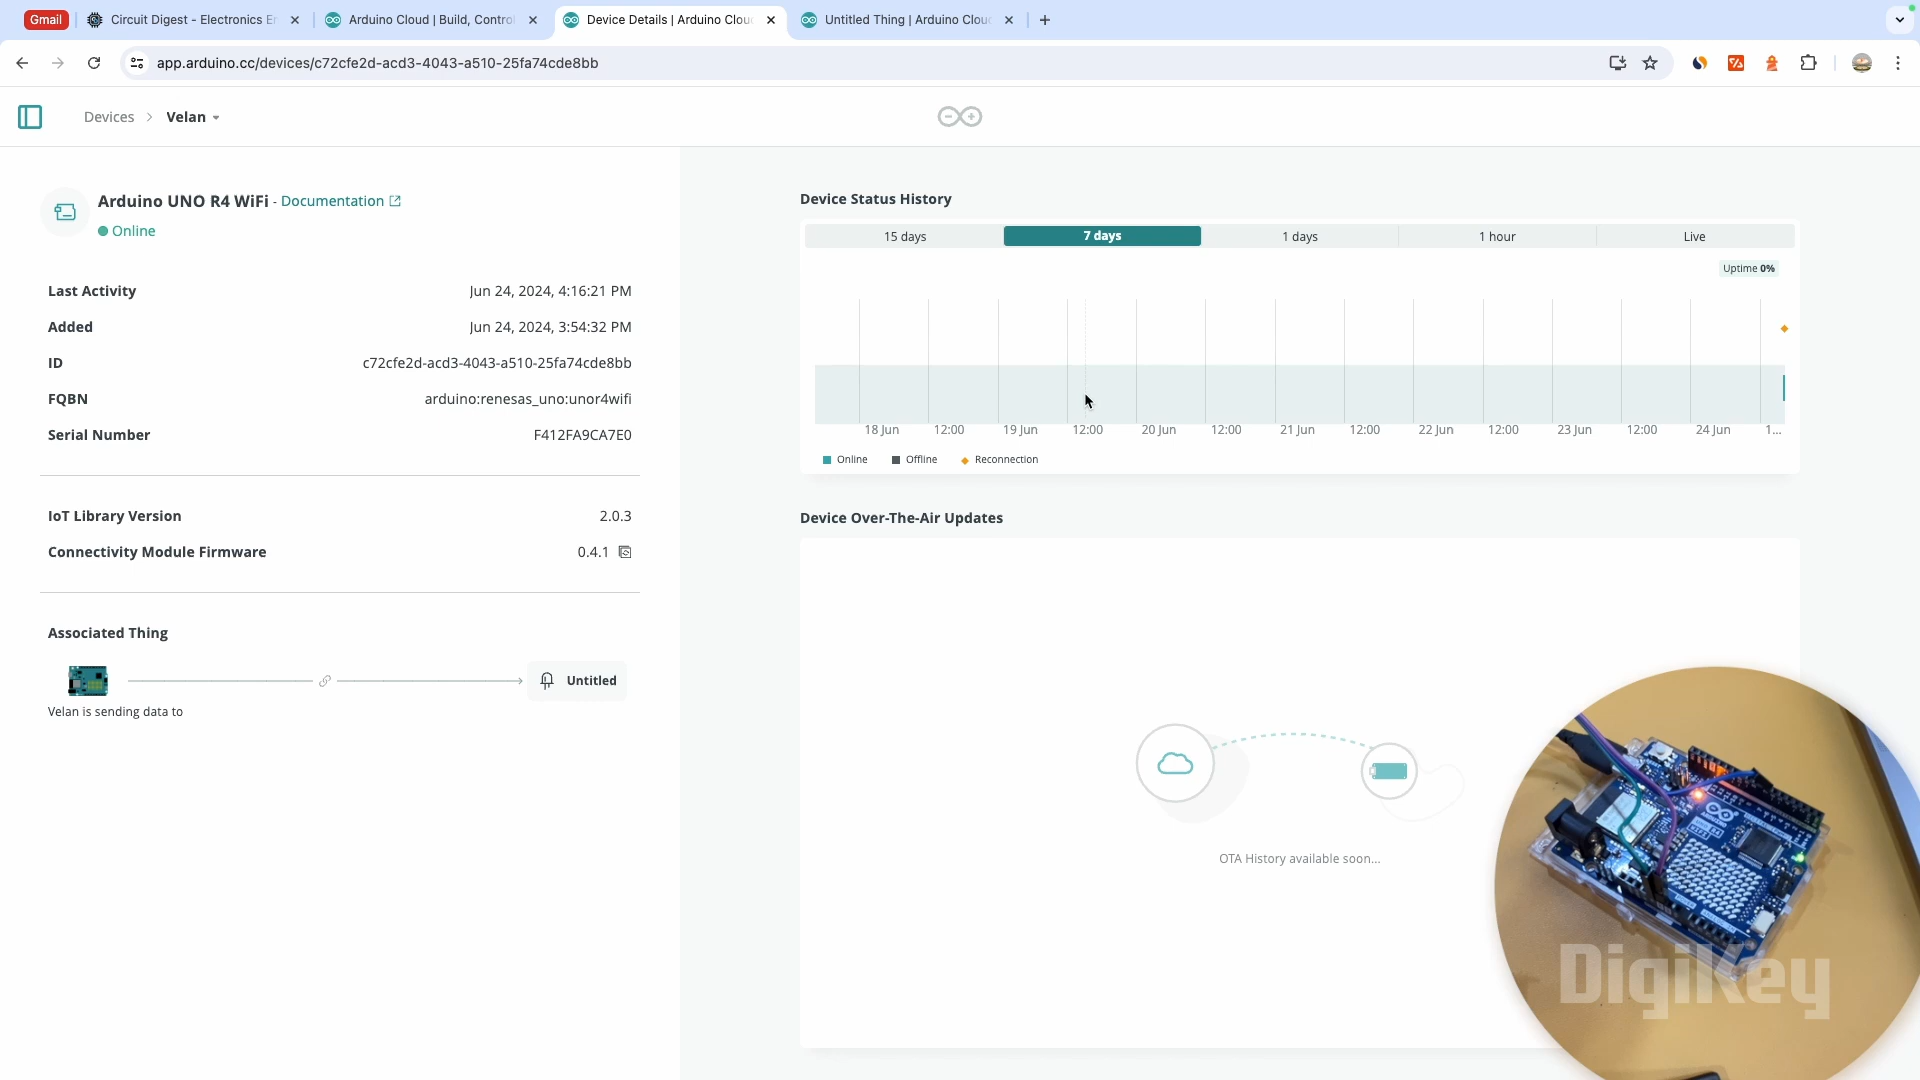 Gmail
Circuit Digest - Electronics En
Arduino Cloud | Build, Control
Device Details | Arduino Cloud
Untitled Thing | Arduino Cloud
app.arduino.cc/devices/c72cfe2d-acd3-4043-a510-25fa74cde8bb
Devices > Velan
Arduino UNO R4 WiFi - Documentation
Online
Last Activity Jun 24, 2024, 4:16:21 PM
Added Jun 24, 2024, 3:54:32 PM
ID c72cfe2d-acd3-4043-a510-25fa74cde8bb
FQBN arduino:renesas_uno:unor4wifi
Serial Number F412FA9CA7E0
IoT Library Version 2.0.3
Connectivity Module Firmware 0.4.1
Associated Thing
Untitled
Velan is sending data to
Device Status History
15 days 7 days 1 days 1 hour Live
Uptime 0%
18 Jun 12:00 19 Jun 12:00 20 Jun 12:00 21 Jun 12:00 22 Jun 12:00 23 Jun 12:00 24 Jun 1...
Online Offline Reconnection
Device Over-The-Air Updates
OTA History available soon...
DigiKey